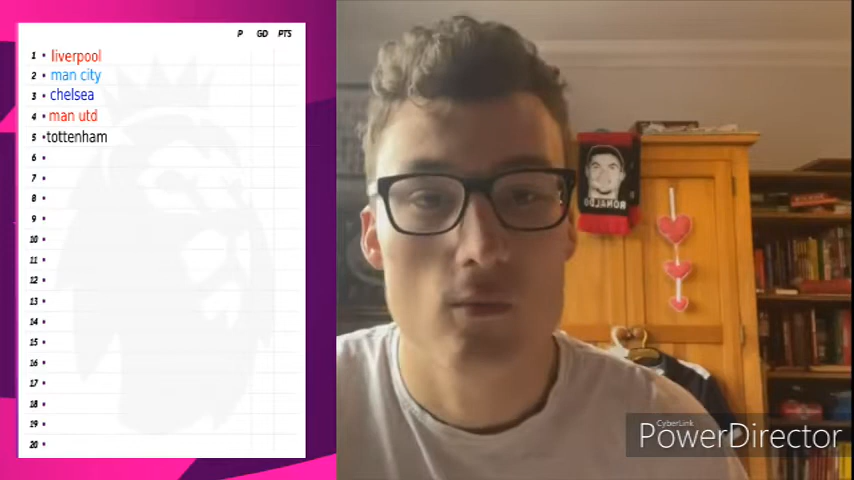 P GD PTS
1 • liverpool
2 • man city
3 • chelsea
4 • man utd
5 • tottenham
6 •
7 •
8 •
9 •
10 •
11 •
12 •
13 •
14 •
15 •
16 •
17 •
18 •
19 •
20 •
RONALDO
CyberLink
PowerDirector